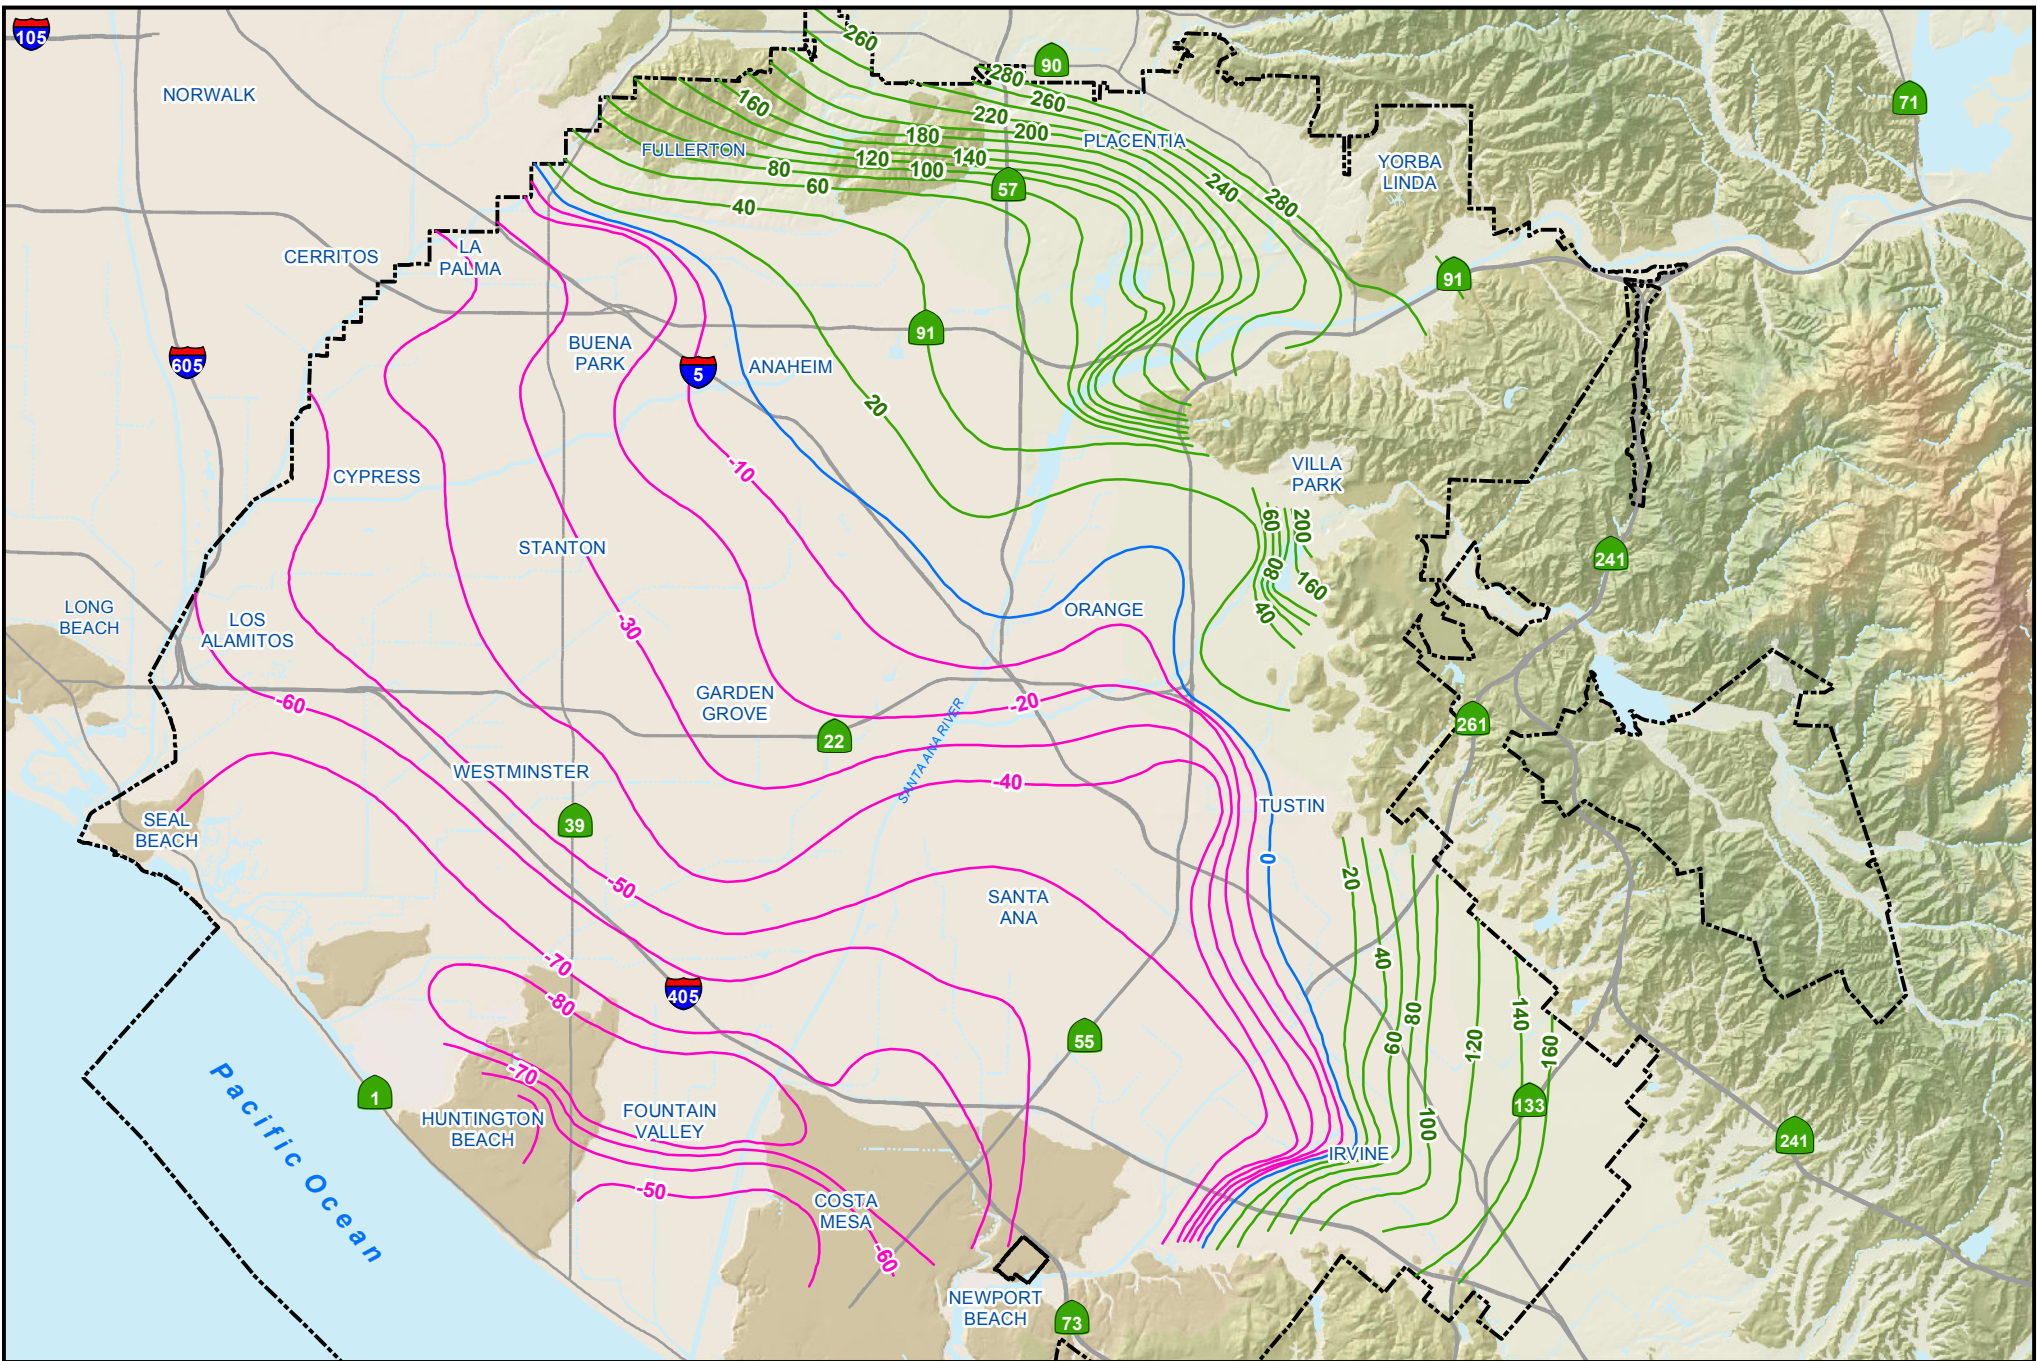 105
260
90
280
NORWALK
160
260
71
220
180
200
PLACENTIA
FULLERTON
120
140
80
100
YORBA
LINDA
60
57
240
280
40
LA
PALMA
CERRITOS
91
91
605
BUENA
PARK
5
ANAHEIM
20
-10
CYPRESS
VILLA
PARK
60
200
STANTON
241
80
160
LONG
BEACH
LOS
ALAMITOS
-30
ORANGE
40
-60
GARDEN
GROVE
-20
261
22
SANTA ANA RIVER
WESTMINSTER
-40
TUSTIN
SEAL
BEACH
39
0
-50
20
SANTA
ANA
-70
40
405
-80
80
140
55
60
120
160
Pacific Ocean
-70
1
133
HUNTINGTON
BEACH
FOUNTAIN
VALLEY
100
241
IRVINE
-50
COSTA
MESA
-60
NEWPORT
BEACH
73